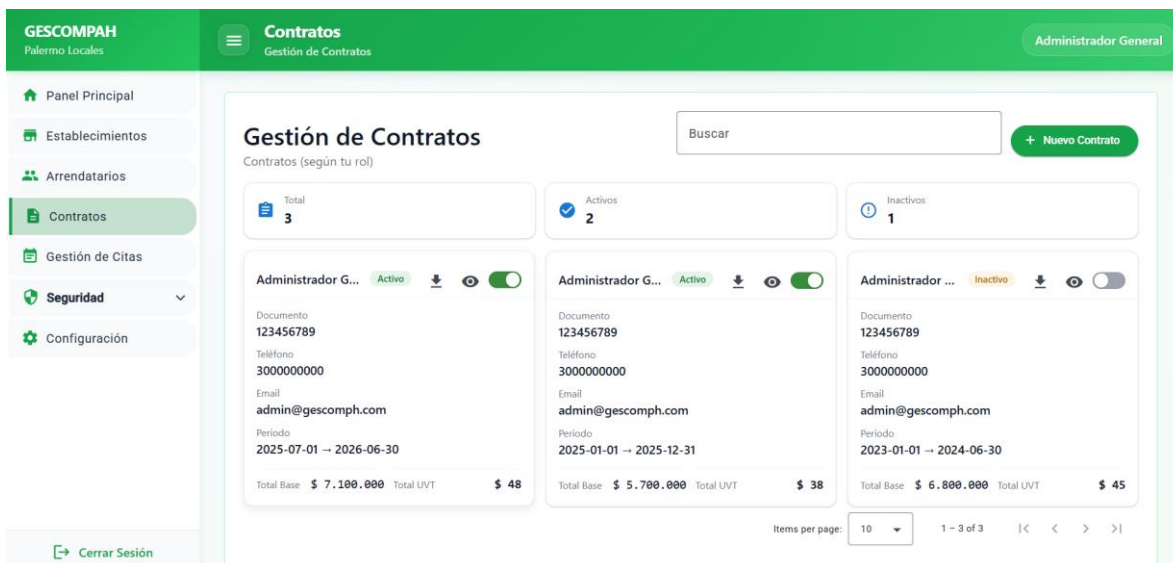 GESCOMPAH
Palermo Locales
Contratos
Gestión de Contratos
Administrador General
Panel Principal
Establecimientos
Arrendatarios
Contratos
Gestión de Citas
Seguridad
Configuración
Cerrar Sesión
Gestión de Contratos
Contratos (según tu rol)
Buscar
+ Nuevo Contrato
Total
3
Activos
2
Inactivos
1
Administrador G... Activo
Documento
123456789
Teléfono
3000000000
Email
admin@gescomph.com
Periodo
2025-07-01 → 2026-06-30
Total Base $ 7.100.000 Total UVT $ 48
Administrador G... Activo
Documento
123456789
Teléfono
3000000000
Email
admin@gescomph.com
Periodo
2025-01-01 → 2025-12-31
Total Base $ 5.700.000 Total UVT $ 38
Administrador ... Inactivo
Documento
123456789
Teléfono
3000000000
Email
admin@gescomph.com
Periodo
2023-01-01 → 2024-06-30
Total Base $ 6.800.000 Total UVT $ 45
Items per page: 10 1 – 3 of 3